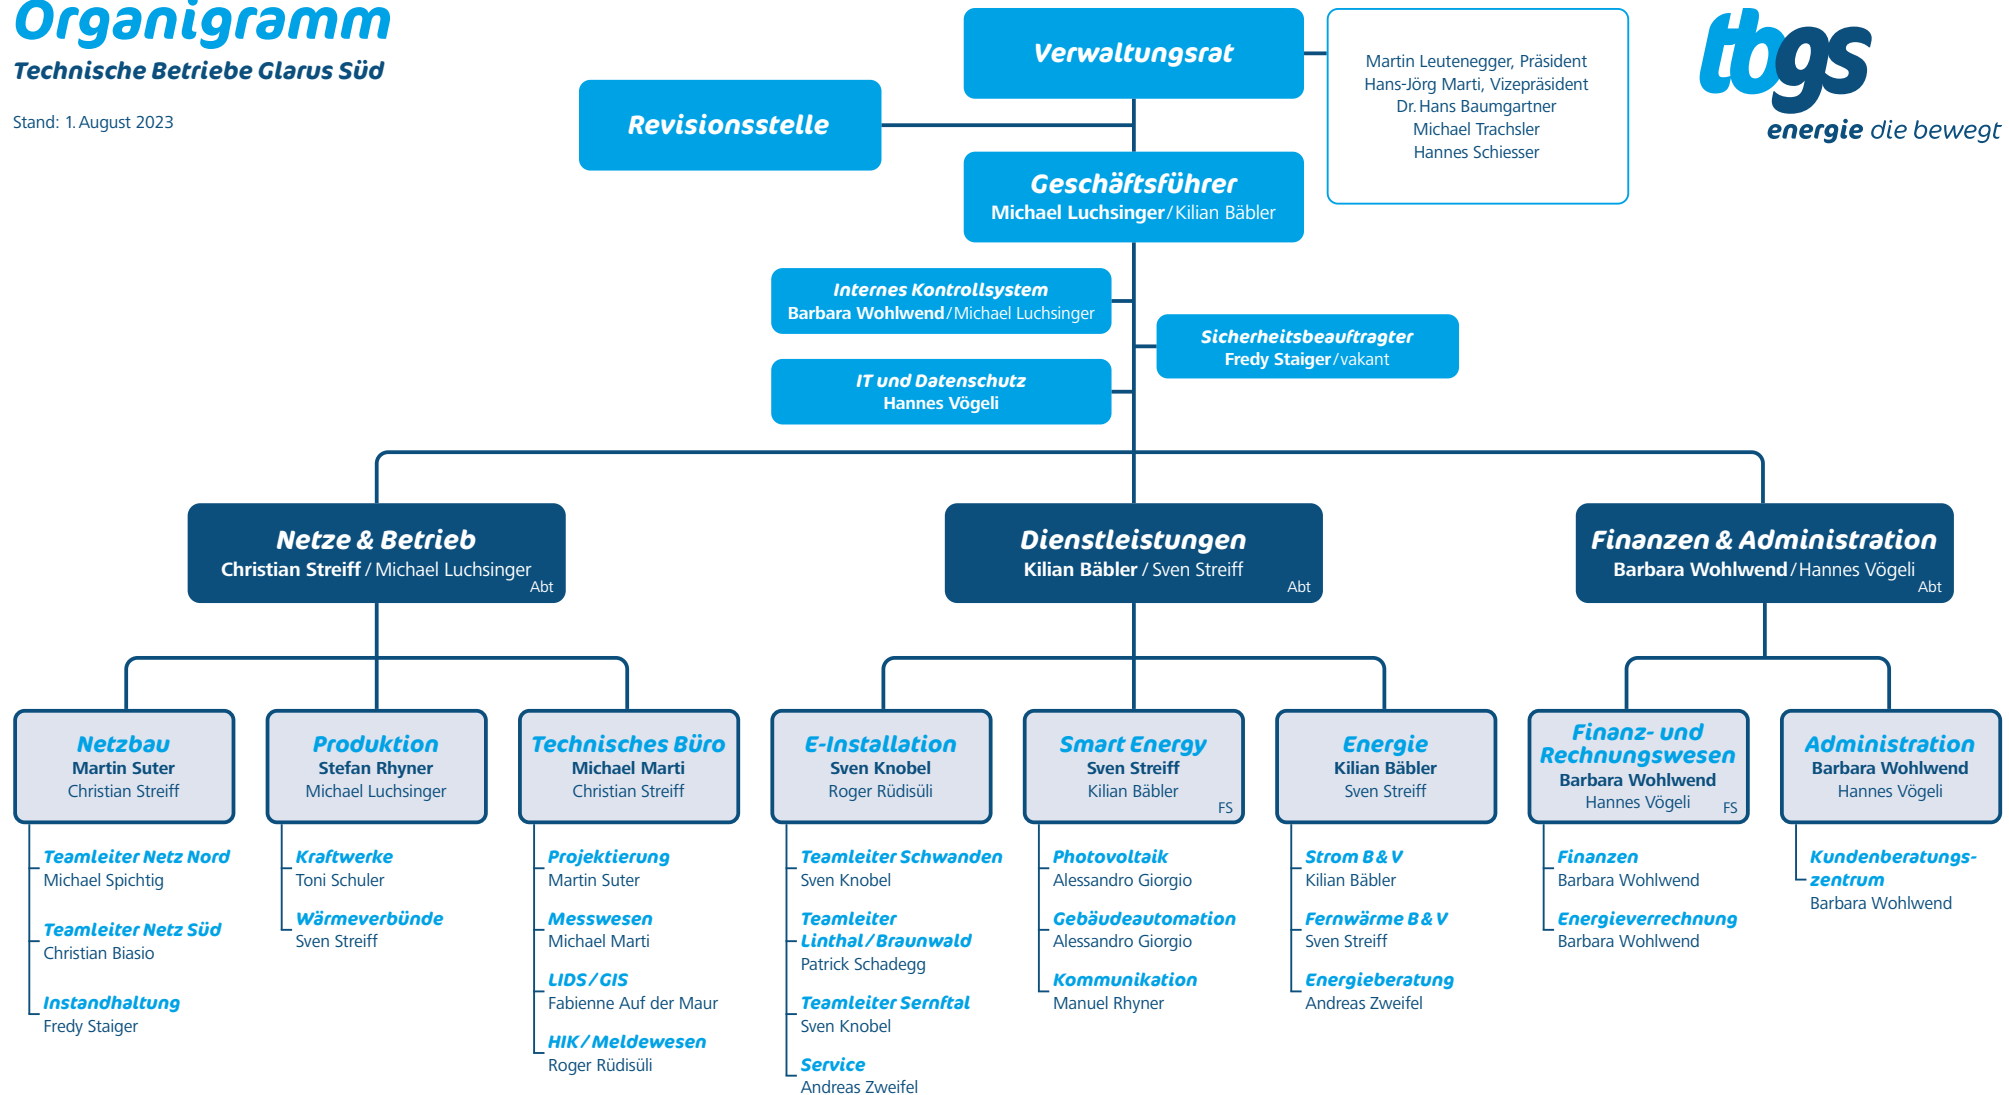 Organigramm
Technische Betriebe Glarus Süd
Stand: 1. August 2023
Verwaltungsrat
Martin Leutenegger, Präsident
Hans-Jörg Marti, Vizepräsident
Dr. Hans Baumgartner
Michael Trachsler
Hannes Schiesser
tbgs
energie die bewegt
Revisionsstelle
Geschäftsführer
Michael Luchsinger/Kilian Bäbler
Internes Kontrollsystem
Barbara Wohlwend/Michael Luchsinger
Sicherheitsbeauftragter
Fredy Staiger/vakant
IT und Datenschutz
Hannes Vögeli
Netze & Betrieb
Christian Streiff / Michael Luchsinger
Abt
Dienstleistungen
Kilian Bäbler / Sven Streiff
Abt
Finanzen & Administration
Barbara Wohlwend/Hannes Vögeli
Abt
Netzbau
Martin Suter
Christian Streiff
Teamleiter Netz Nord
Michael Spichtig
Teamleiter Netz Süd
Christian Biasio
Instandhaltung
Fredy Staiger
Produktion
Stefan Rhyner
Michael Luchsinger
Kraftwerke
Toni Schuler
Wärmeverbünde
Sven Streiff
Technisches Büro
Michael Marti
Christian Streiff
Projektierung
Martin Suter
Messwesen
Michael Marti
LIDS/GIS
Fabienne Auf der Maur
HIK/Meldewesen
Roger Rüdisüli
E-Installation
Sven Knobel
Roger Rüdisüli
Teamleiter Schwanden
Sven Knobel
Teamleiter
Linthal/Braunwald
Patrick Schadegg
Teamleiter Sernftal
Sven Knobel
Service
Andreas Zweifel
Smart Energy
Sven Streiff
Kilian Bäbler
FS
Photovoltaik
Alessandro Giorgio
Gebäudeautomation
Alessandro Giorgio
Kommunikation
Manuel Rhyner
Energie
Kilian Bäbler
Sven Streiff
Strom B & V
Kilian Bäbler
Fernwärme B & V
Sven Streiff
Energieberatung
Andreas Zweifel
Finanz- und
Rechnungswesen
Barbara Wohlwend
Hannes Vögeli
FS
Finanzen
Barbara Wohlwend
Energieverrechnung
Barbara Wohlwend
Administration
Barbara Wohlwend
Hannes Vögeli
Kundenberatungs-
zentrum
Barbara Wohlwend